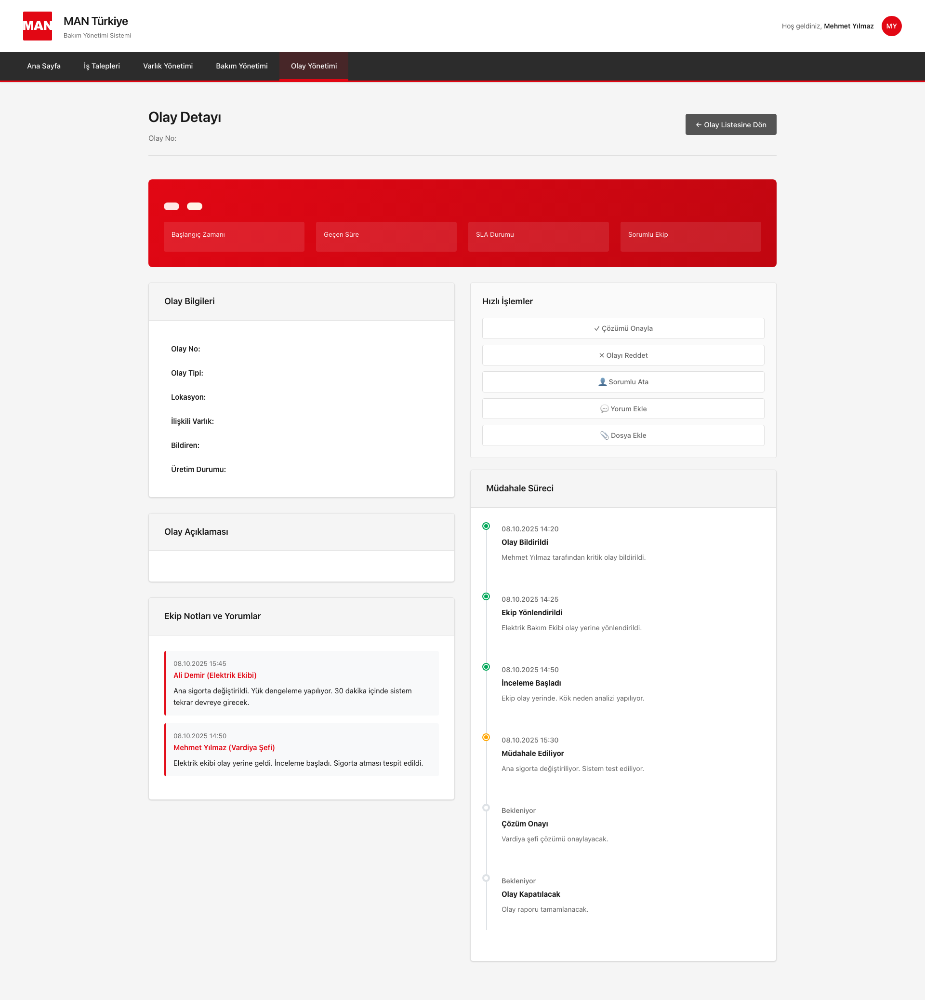 MAN
MAN Türkiye
Bakım Yönetimi Sistemi
Hoş geldiniz, Mehmet Yılmaz
MY
Ana Sayfa
İş Talepleri
Varlık Yönetimi
Bakım Yönetimi
Olay Yönetimi
Olay Detayı
Olay No:
← Olay Listesine Dön
Başlangıç Zamanı
Geçen Süre
SLA Durumu
Sorumlu Ekip
Olay Bilgileri
Olay No:
Olay Tipi:
Lokasyon:
İlişkili Varlık:
Bildiren:
Üretim Durumu:
Olay Açıklaması
Ekip Notları ve Yorumlar
08.10.2025 15:45
Ali Demir (Elektrik Ekibi)
Ana sigorta değiştirildi. Yük dengeleme yapılıyor. 30 dakika içinde sistem
tekrar devreye girecek.
08.10.2025 14:50
Mehmet Yılmaz (Vardiya Şefi)
Elektrik ekibi olay yerine geldi. İnceleme başladı. Sigorta atması tespit edildi.
Hızlı İşlemler
✓ Çözümü Onayla
✕ Olayı Reddet
👤 Sorumlu Ata
💬 Yorum Ekle
📎 Dosya Ekle
Müdahale Süreci
08.10.2025 14:20
Olay Bildirildi
Mehmet Yılmaz tarafından kritik olay bildirildi.
08.10.2025 14:25
Ekip Yönlendirildi
Elektrik Bakım Ekibi olay yerine yönlendirildi.
08.10.2025 14:50
İnceleme Başladı
Ekip olay yerinde. Kök neden analizi yapılıyor.
08.10.2025 15:30
Müdahale Ediliyor
Ana sigorta değiştiriliyor. Sistem test ediliyor.
Bekleniyor
Çözüm Onayı
Vardiya şefi çözümü onaylayacak.
Bekleniyor
Olay Kapatılacak
Olay raporu tamamlanacak.